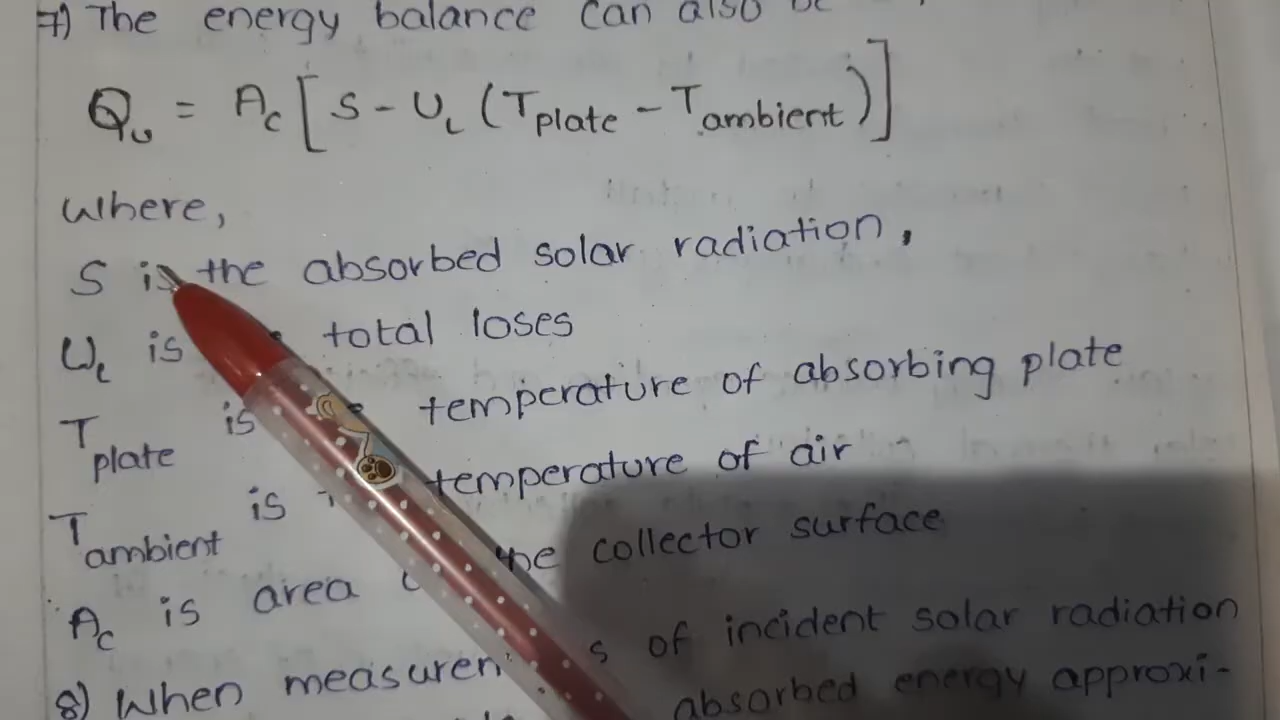 7) The energy balance can also be
Qu = Ac [S - UL (Tplate - Tambient)]
where,
S is the absorbed solar radiation,
UL is total loses
Tplate is temperature of absorbing plate
Tambient is temperature of air
Ac is area the collector surface
8) When of incident solar radiation
absorbed energy approxi-